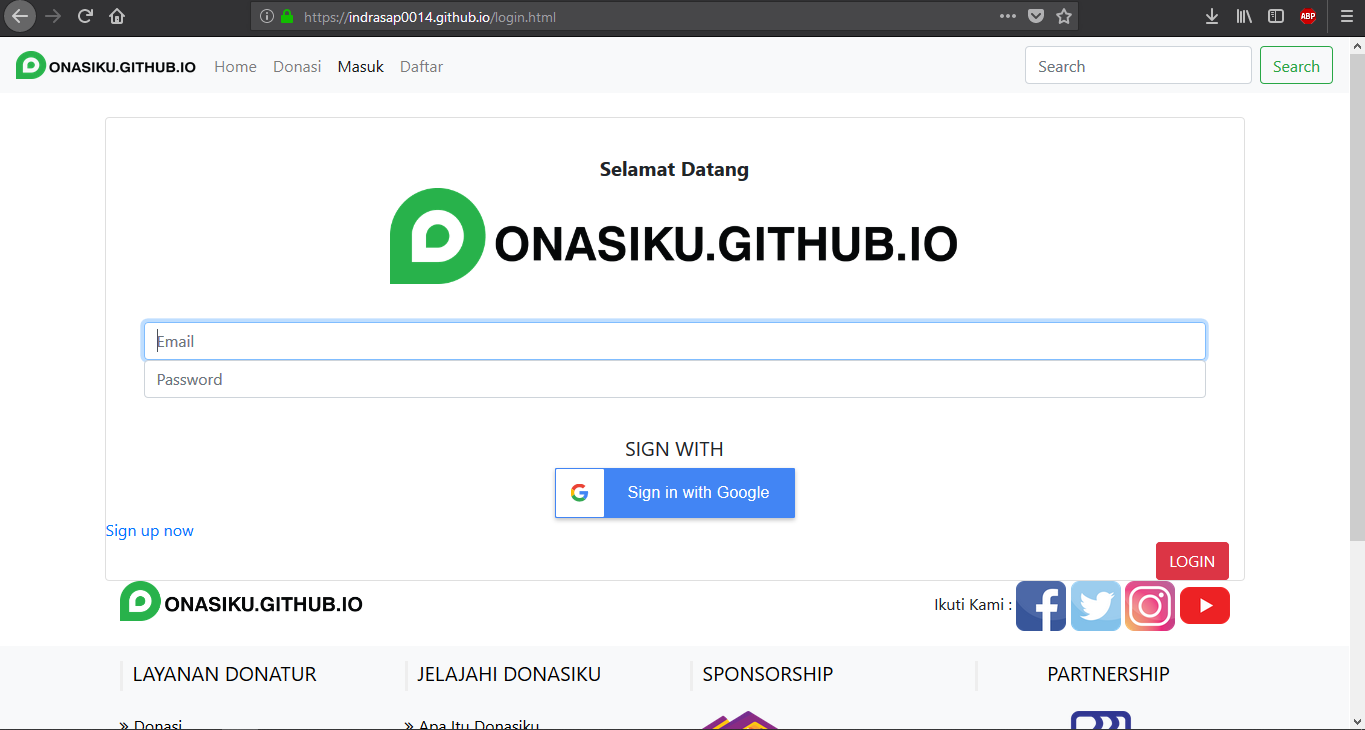 https://indrasap0014.github.io/login.html
ABP
ONASIKU.GITHUB.IO Home Donasi Masuk Daftar Search Search
Selamat Datang
ONASIKU.GITHUB.IO
Email
Password
SIGN WITH
G Sign in with Google
Sign up now
LOGIN
ONASIKU.GITHUB.IO Ikuti Kami :
LAYANAN DONATUR JELAJAHI DONASIKU SPONSORSHIP PARTNERSHIP
» Donasi » Apa Itu Donasiku